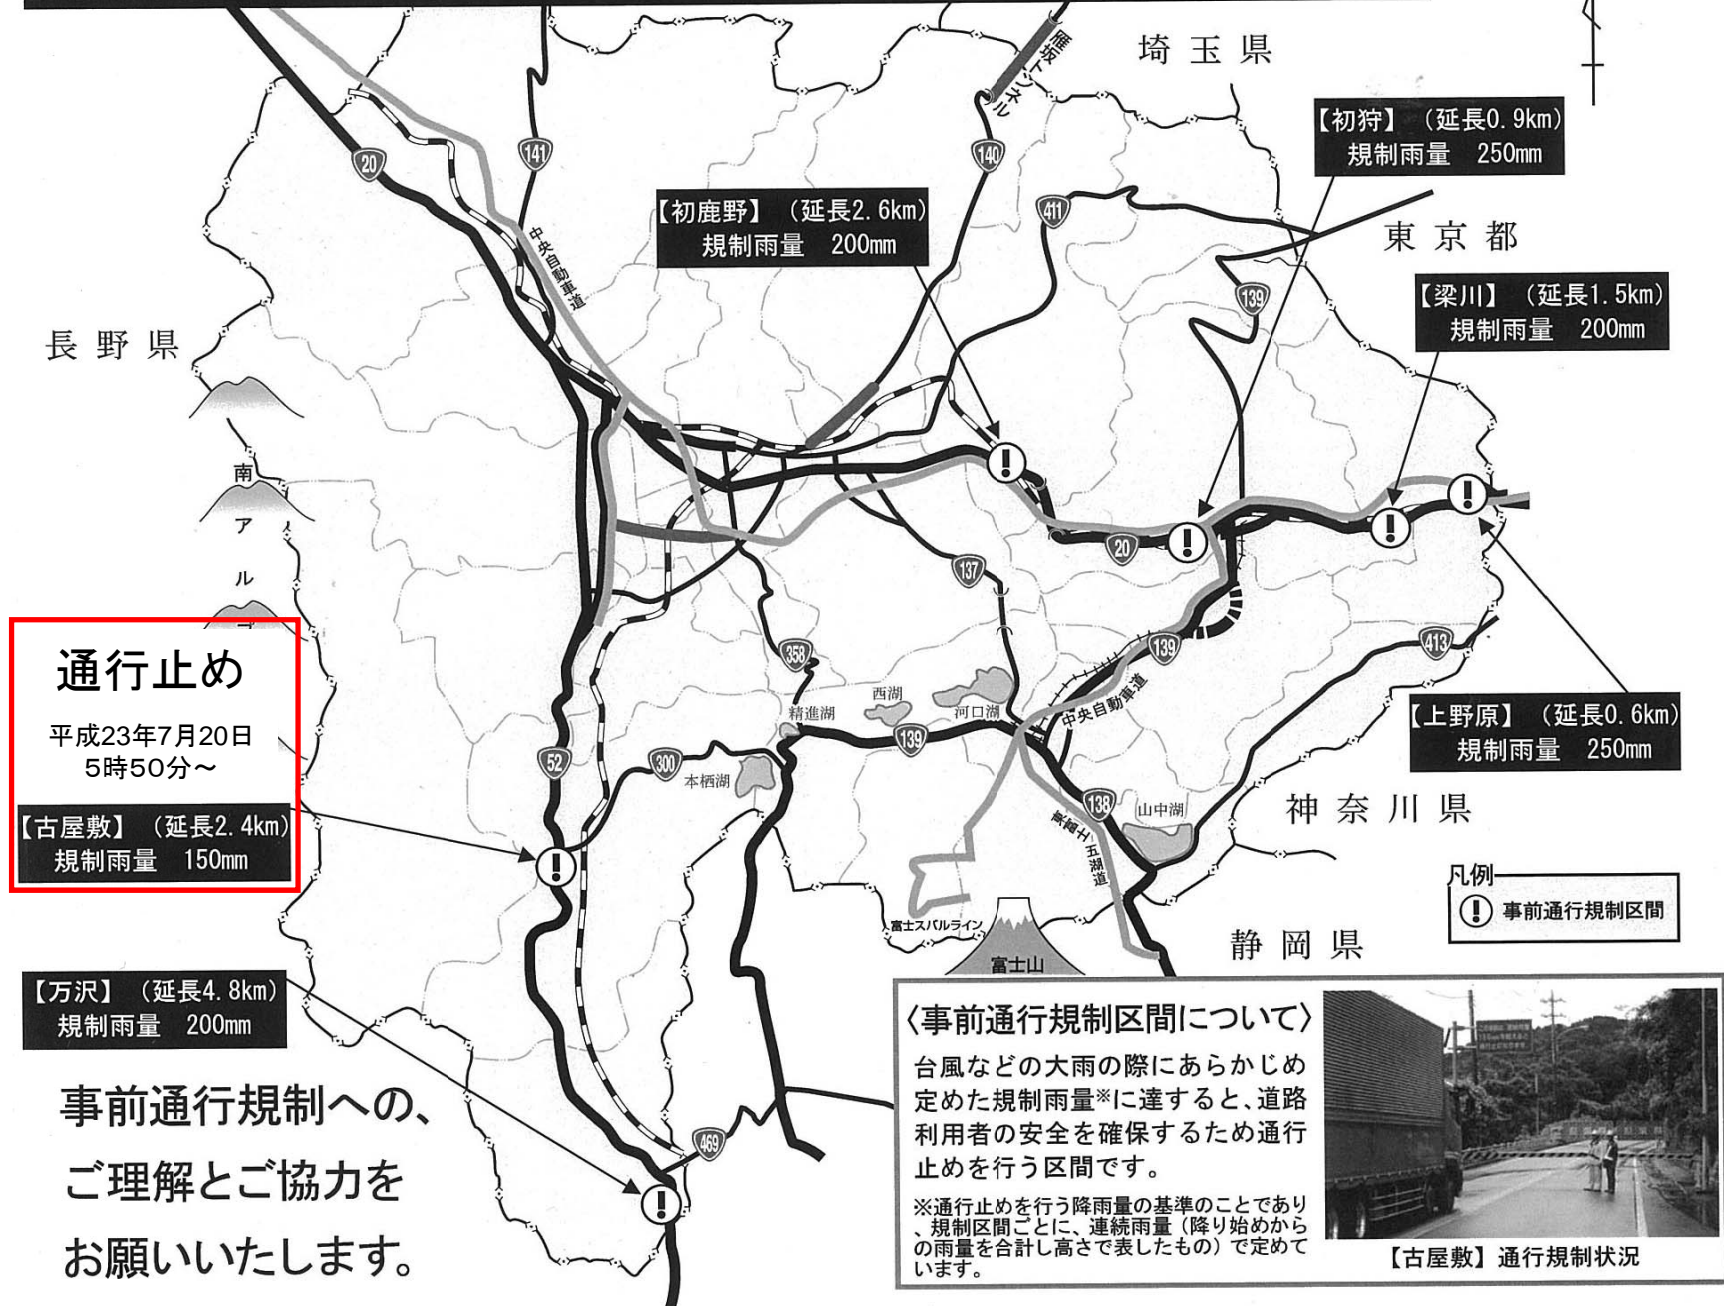 埼玉県
雁坂トンネル
【初狩】（延長0.9km）
規制雨量　250mm
20
141
140
411
【初鹿野】（延長2.6km）
規制雨量　200mm
中央自動車道
東京都
139
【梁川】（延長1.5km）
規制雨量　200mm
長野県
南アルプ
20
137
139
413
358
通行止め
平成23年7月20日
5時50分～
【古屋敷】（延長2.4km）
規制雨量　150mm
西湖
精進湖
河口湖
中央自動車道
139
【上野原】（延長0.6km）
規制雨量　250mm
52
300
本栖湖
138
山中湖
東富士五湖道
神奈川県
凡例
事前通行規制区間
富士スバルライン
富士山
静岡県
【万沢】（延長4.8km）
規制雨量　200mm
469
事前通行規制への、
ご理解とご協力を
お願いいたします。
〈事前通行規制区間について〉
台風などの大雨の際にあらかじめ
定めた規制雨量※に達すると、道路
利用者の安全を確保するため通行
止めを行う区間です。
※通行止めを行う降雨量の基準のことであり
、規制区間ごとに、連続雨量（降り始めから
の雨量を合計し高さで表したもの）で定めて
います。
【古屋敷】通行規制状況